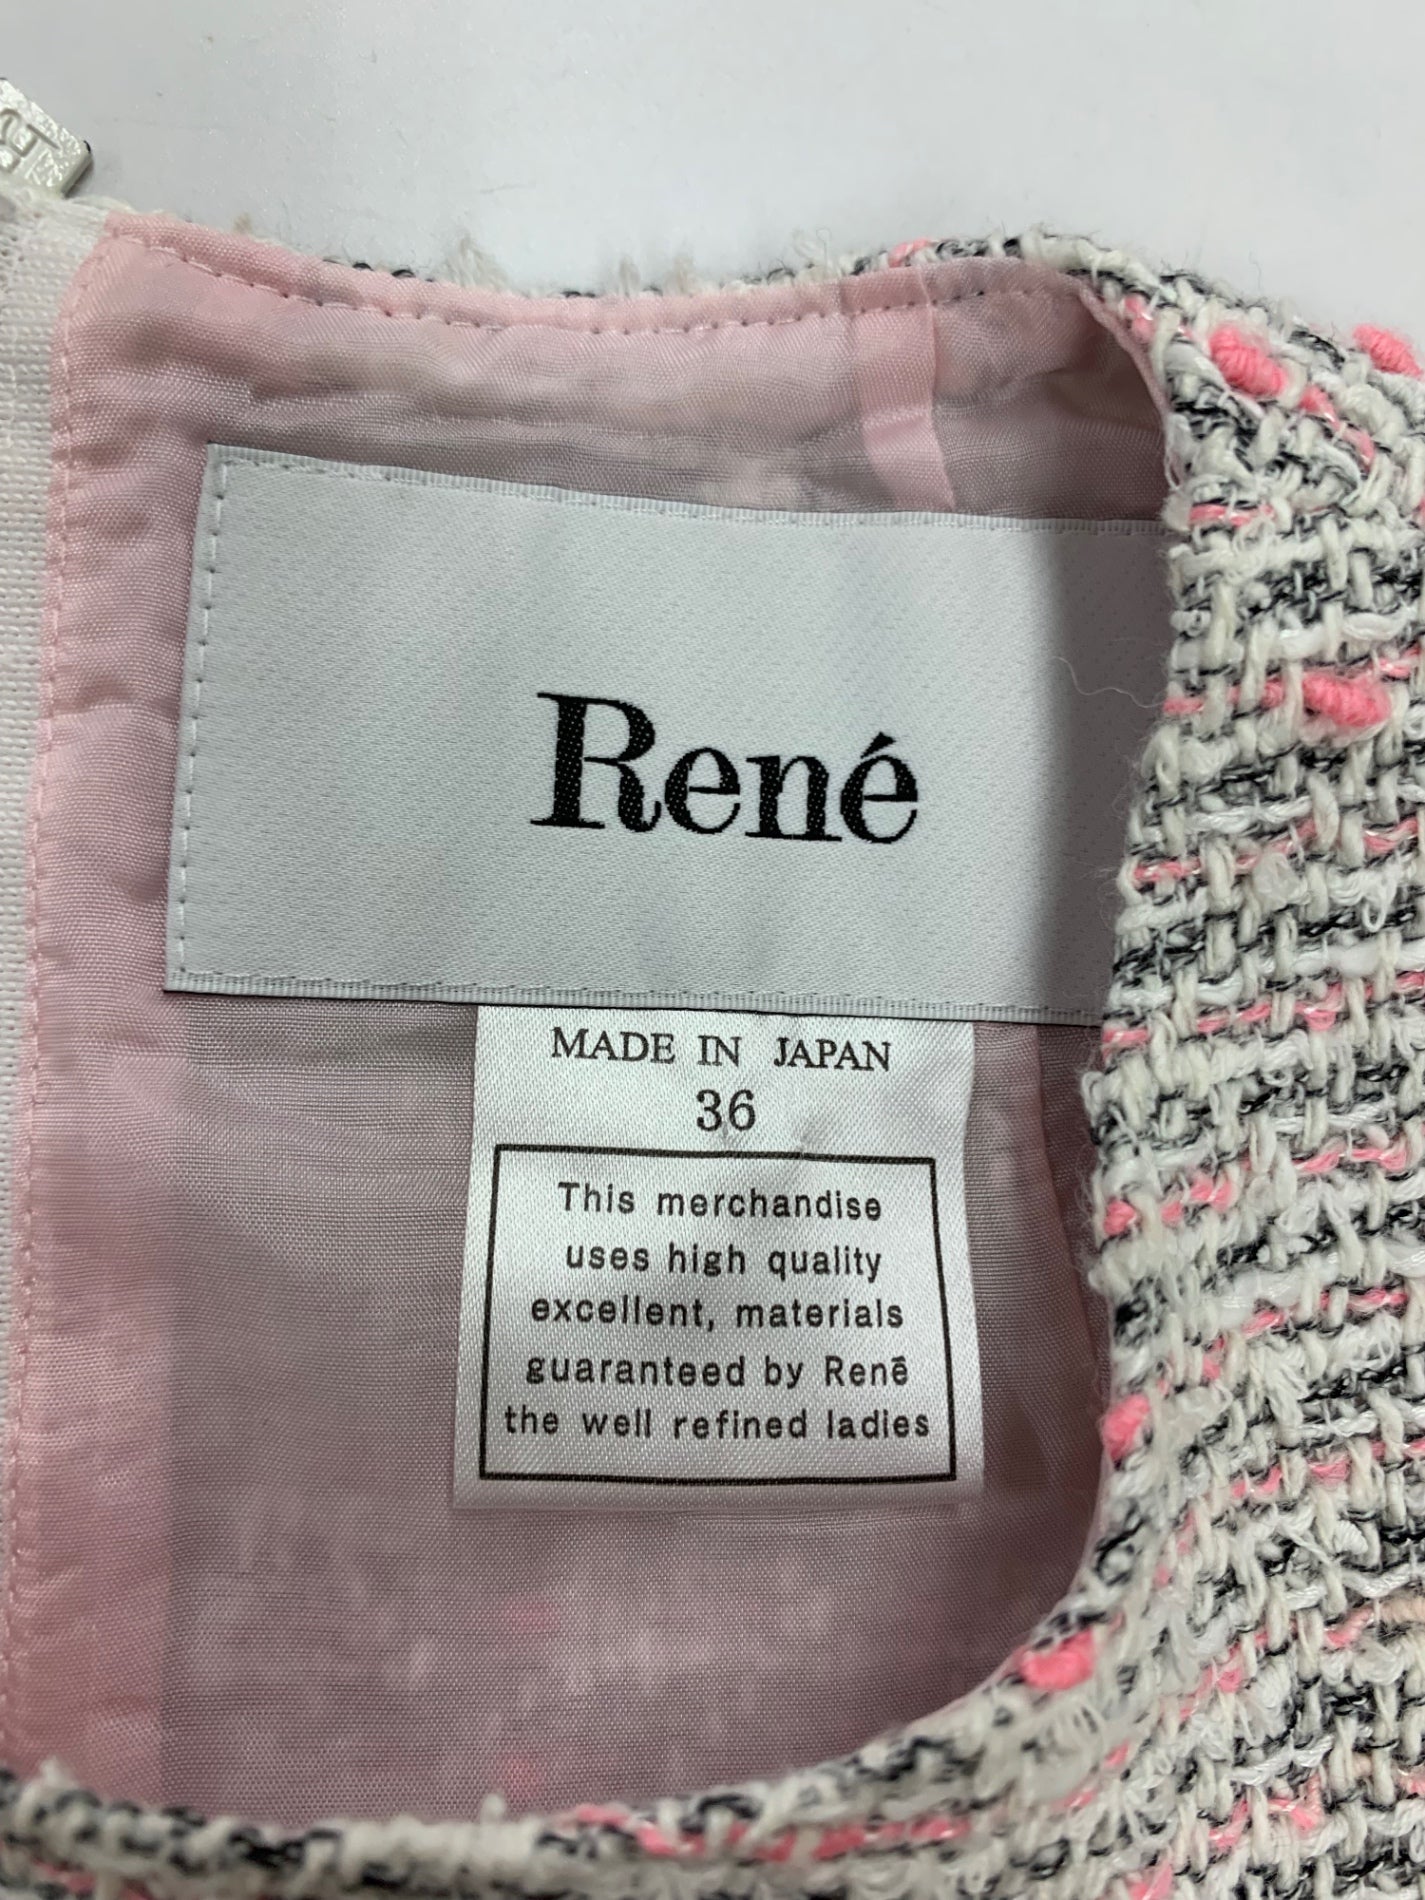 René
MADE IN JAPAN
36
This merchandise
uses high quality
excellent, materials
guaranteed by Renē
the well refined ladies